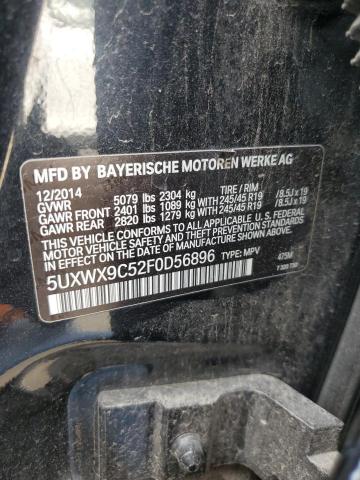 MFD BY BAYERISCHE MOTOREN WERKE AG
12/2014 TIRE / RIM
GVWR 5079 lbs 2304 kg
GAWR FRONT 2401 lbs 1089 kg WITH 245/45 R19 /8.5J x 19
GAWR REAR 2820 lbs 1279 kg WITH 245/45 R19 /8.5J x 19
THIS VEHICLE CONFORMS TO ALL APPLICABLE U.S. FEDERAL
MOTOR VEHICLE SAFETY STANDARDS IN EFFECT ON THE DATE
OF MANUFACTURE SHOWN ABOVE.
5UXWX9C52F0D56896 TYPE: MPV 475M